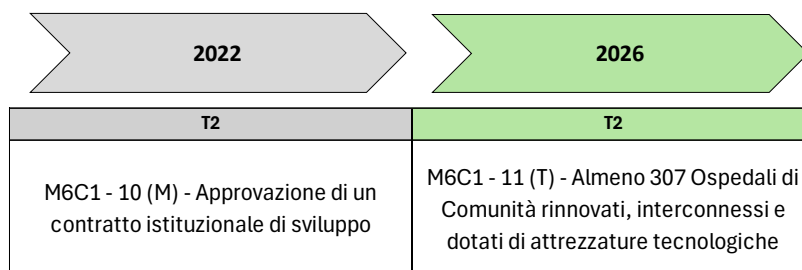 2022
2026
T2
T2
M6C1 - 10 (M) - Approvazione di un
contratto istituzionale di sviluppo
M6C1 - 11 (T) - Almeno 307 Ospedali di
Comunità rinnovati, interconnessi e
dotati di attrezzature tecnologiche